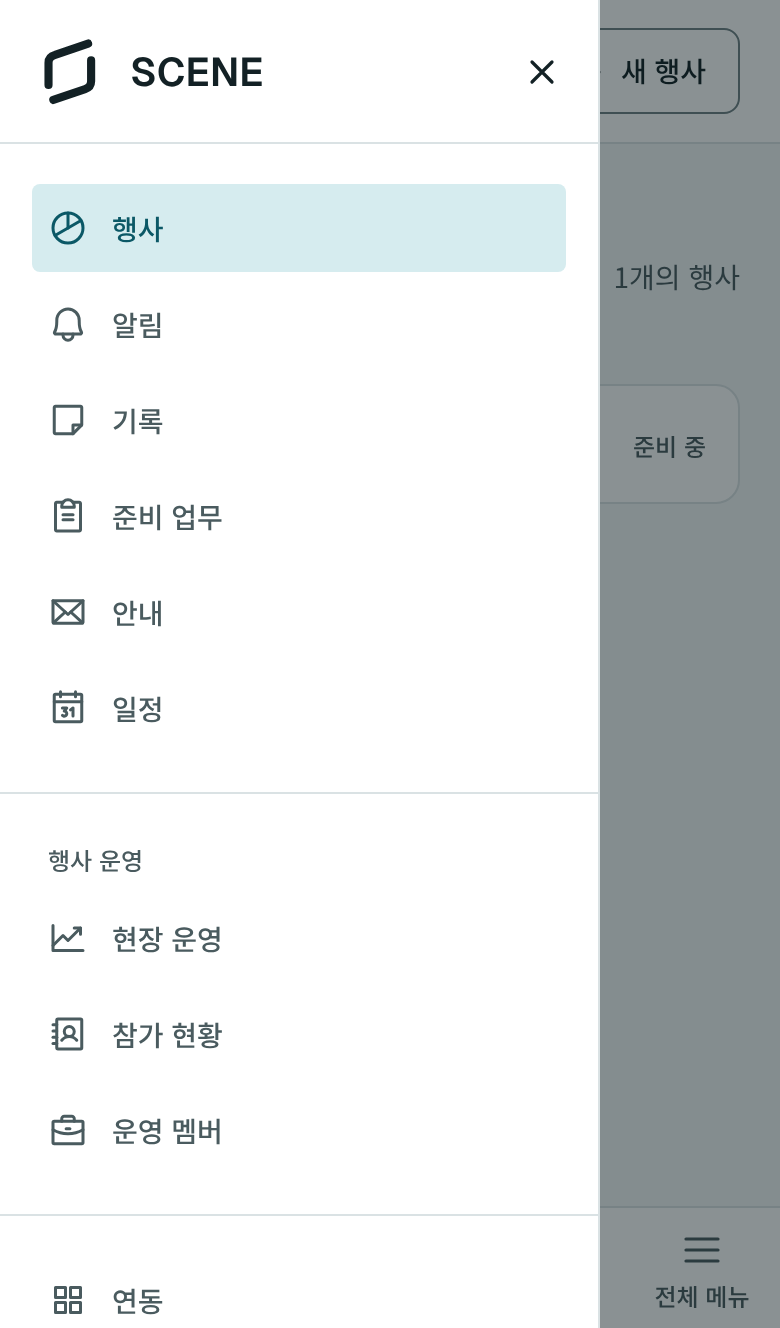 SCENE
새 행사
행사
1개의 행사
알림
기록
준비 중
준비 업무
안내
일정
31
행사 운영
현장 운영
참가 현황
운영 멤버
연동
전체 메뉴